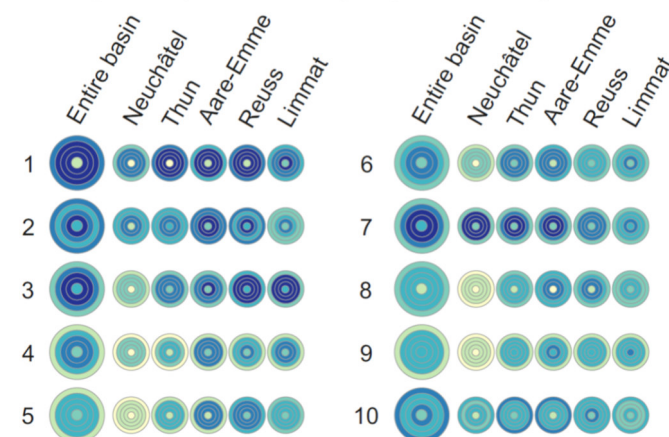 Entire basin
Neuchâtel
Thun
Aare-Emme
Reuss
Limmat
Entire basin
Neuchâtel
Thun
Aare-Emme
Reuss
Limmat
1
6
2
7
3
8
4
9
5
10